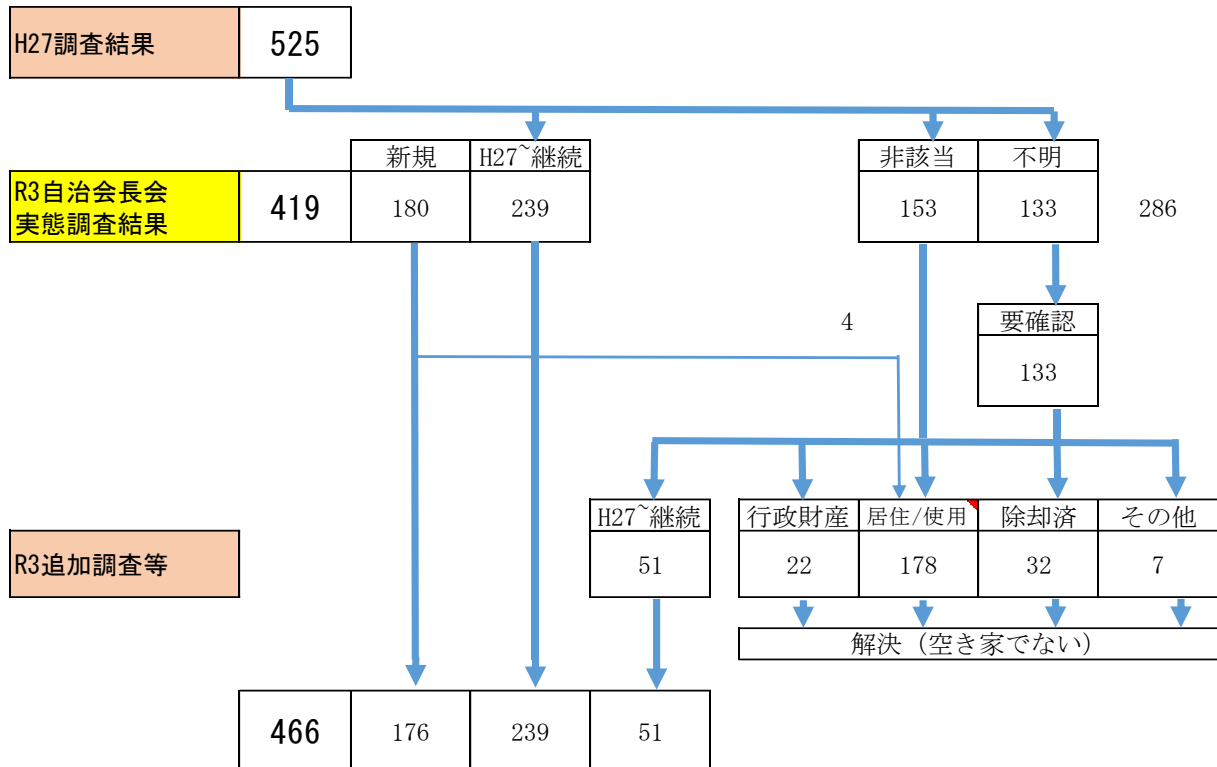 H27調査結果
525
新規
H27~継続
非該当
不明
R3自治会長会
実態調査結果
419
180
239
153
133
286
4
要確認
133
H27~継続
行政財産
居住/使用
除却済
その他
R3追加調査等
51
22
178
32
7
解決（空き家でない）
466
176
239
51